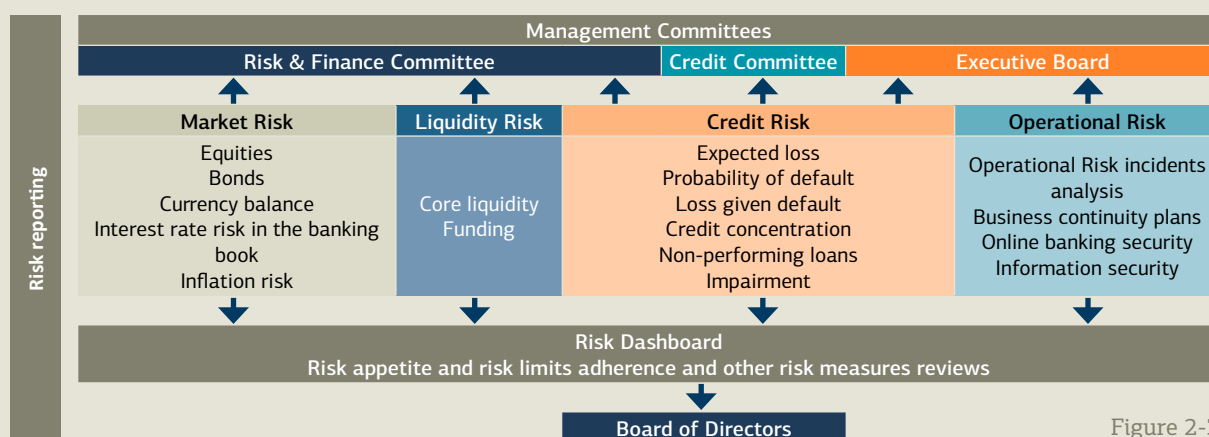 Risk reporting
Management Committees
Risk & Finance Committee
Credit Committee
Executive Board
Market Risk
Equities
Bonds
Currency balance
Interest rate risk in the banking
book
Inflation risk
Liquidity Risk
Core liquidity
Funding
Credit Risk
Expected loss
Probability of default
Loss given default
Credit concentration
Non-performing loans
Impairment
Operational Risk
Operational Risk incidents
analysis
Business continuity plans
Online banking security
Information security
Risk Dashboard
Risk appetite and risk limits adherence and other risk measures reviews
Board of Directors
Figure 2-